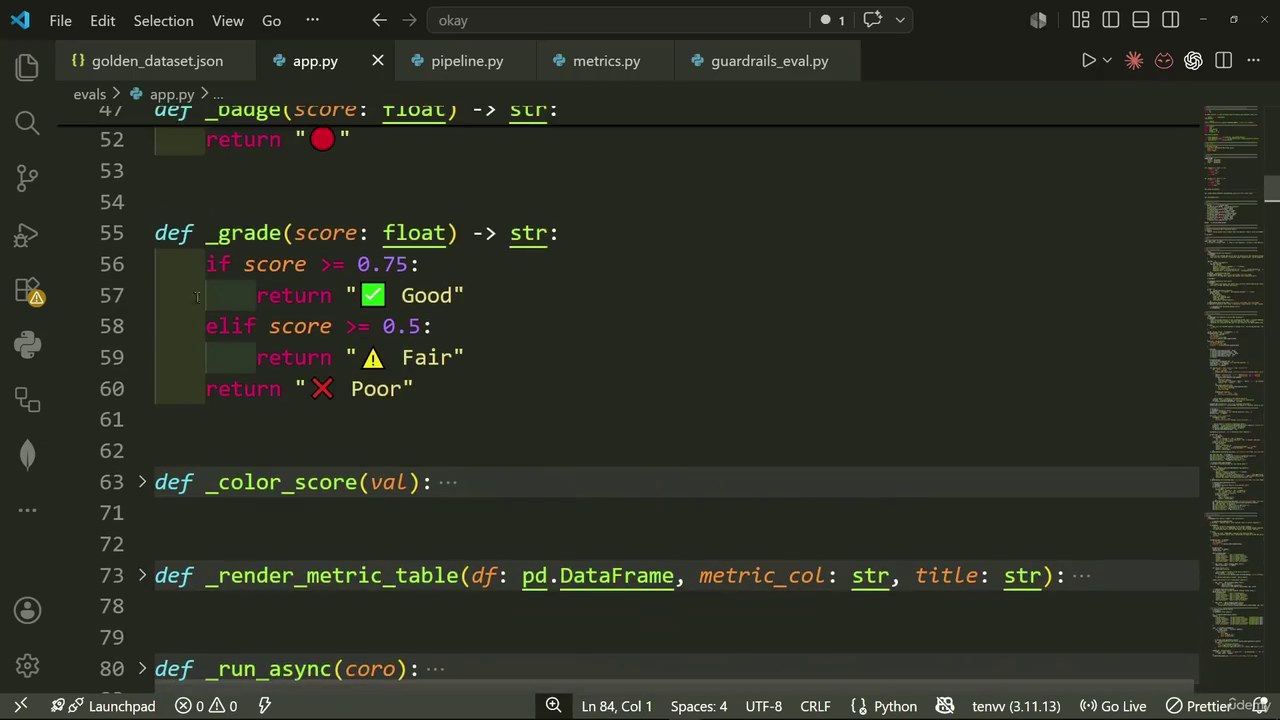 File Edit Selection View Go ··· okay 1
golden_dataset.json app.py pipeline.py metrics.py guardrails_eval.py
evals > app.py > ...
47 def _badge(score: float) -> str:
52 return "🔴"
53
54
55 def _grade(score: float) -> str:
56 if score >= 0.75:
57 return "✅ Good"
58 elif score >= 0.5:
59 return "⚠️ Fair"
60 return "❌ Poor"
61
62
63 def _color_score(val): ···
71
72
73 def _render_metric_table(df: pd.DataFrame, metric_col: str, title: str): ···
78
79
80 def _run_async(coro): ···
Launchpad 0 0 Ln 84, Col 1 Spaces: 4 UTF-8 CRLF Python tenvv (3.11.13) Go Live Prettier
ûdemy